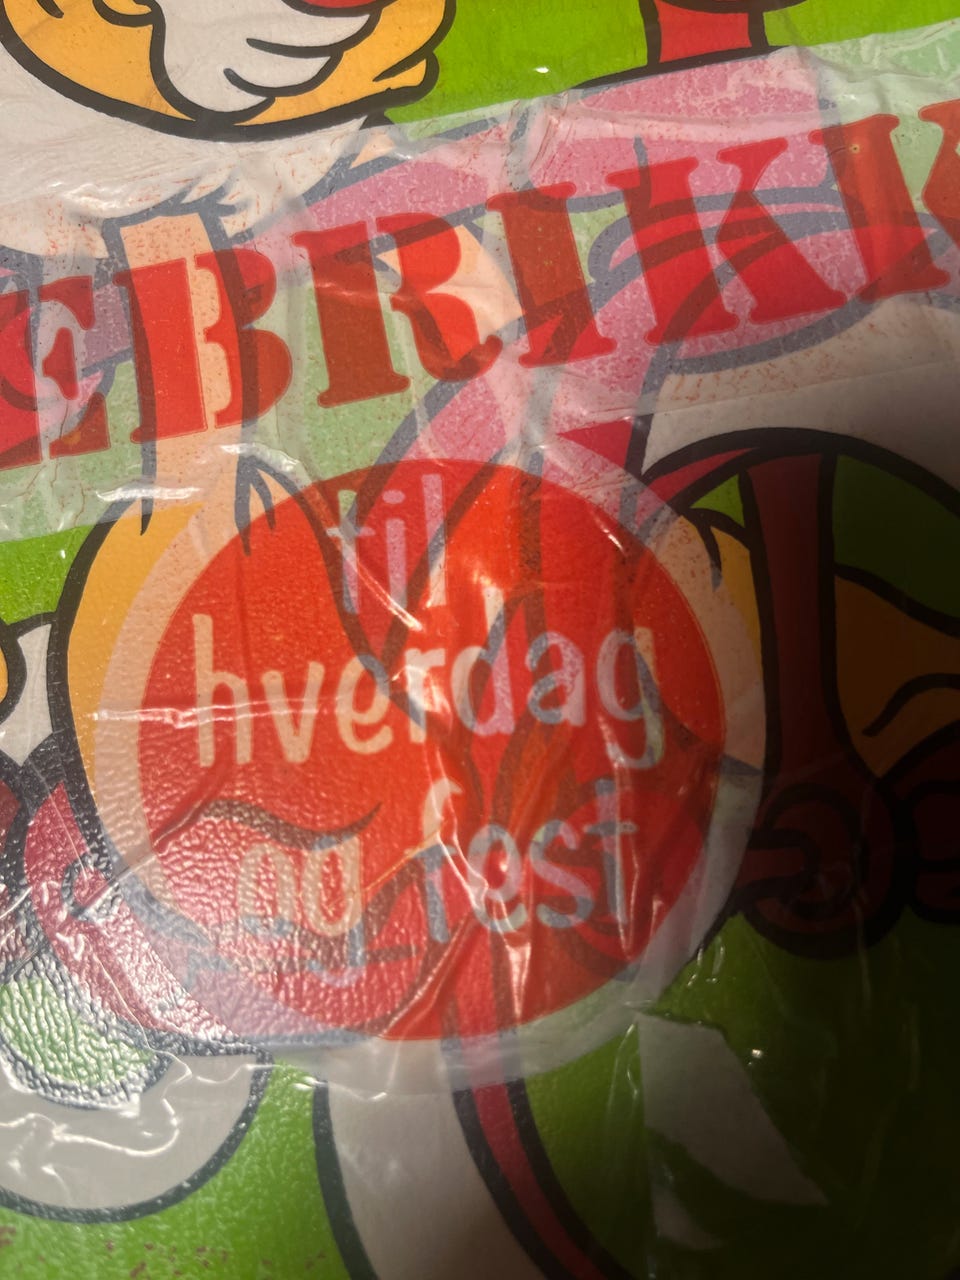 EBRIKK
til
hverdag
og fest